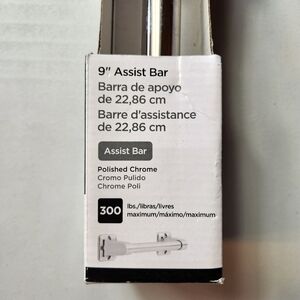 9" Assist Bar
Barra de apoyo
de 22,86 cm
Barre d'assistance
de 22,86 cm
Assist Bar
Polished Chrome
Cromo Pulido
Chrome Poli
300 lbs./libras/livres
maximum/máximo/maximum